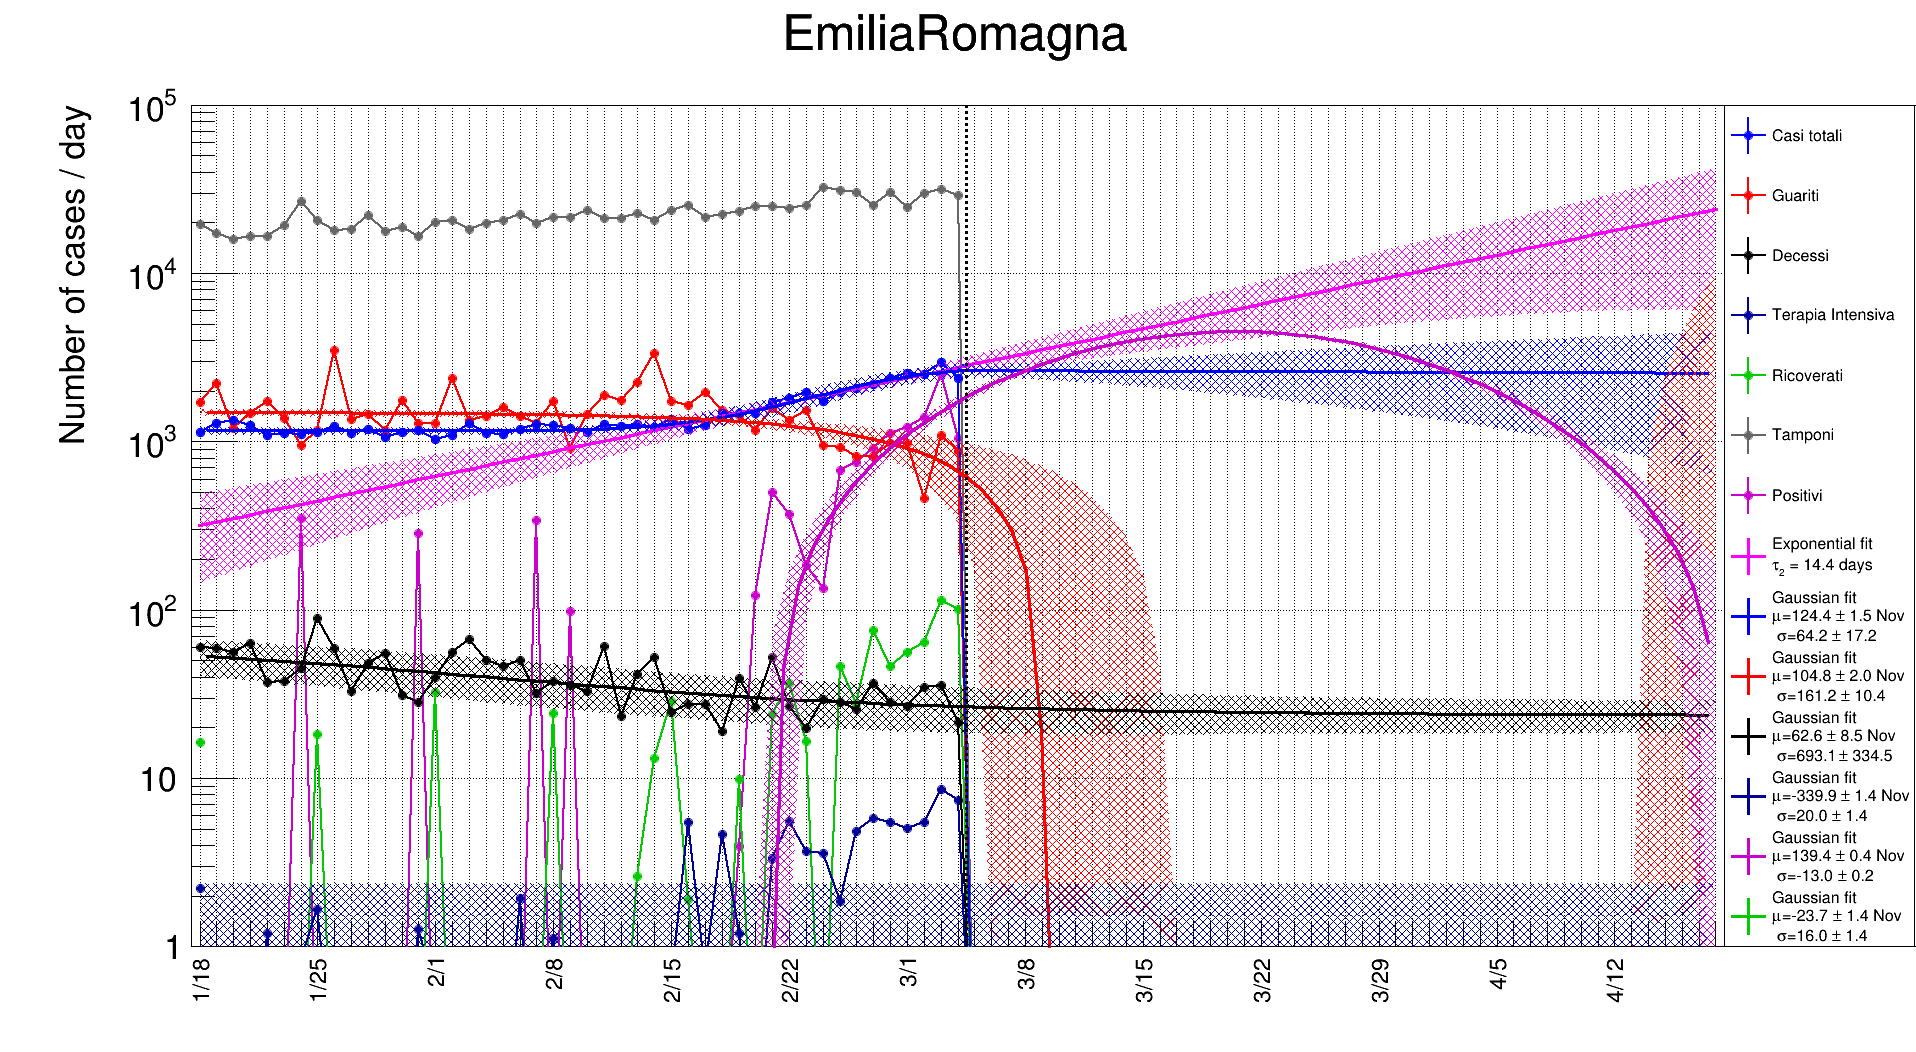 EmiliaRomagna
Number of cases / day
10^5
10^4
10^3
10^2
10
1
1/18
1/25
2/1
2/8
2/15
2/22
3/1
3/8
3/15
3/22
3/29
4/5
4/12
Casi totali
Guariti
Decessi
Terapia Intensiva
Ricoverati
Tamponi
Positivi
Exponential fit
τ₂ = 14.4 days
Gaussian fit
μ=124.4 ± 1.5 Nov
σ=64.2 ± 17.2
Gaussian fit
μ=104.8 ± 2.0 Nov
σ=161.2 ± 10.4
Gaussian fit
μ=62.6 ± 8.5 Nov
σ=693.1 ± 334.5
Gaussian fit
μ=-339.9 ± 1.4 Nov
σ=20.0 ± 1.4
Gaussian fit
μ=139.4 ± 0.4 Nov
σ=-13.0 ± 0.2
Gaussian fit
μ=-23.7 ± 1.4 Nov
σ=16.0 ± 1.4